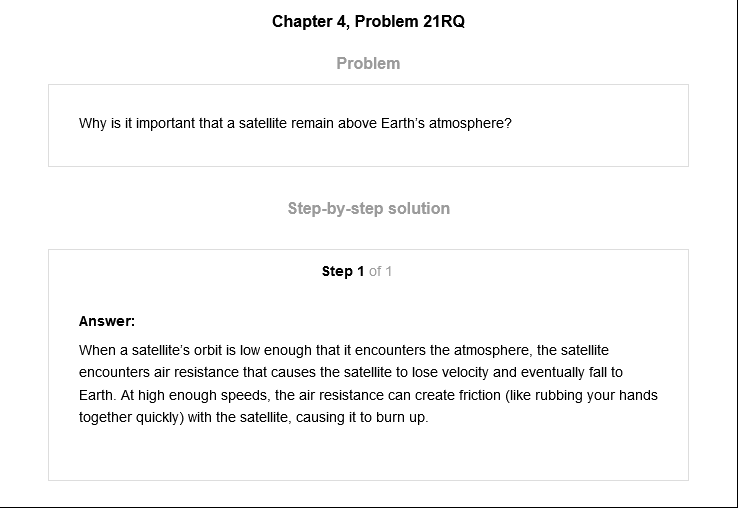 Chapter 4, Problem 21RQ
Problem
Why is it important that a satellite remain above Earth's atmosphere?
Step-by-step solution
Step 1 of 1
Answer:
When a satellite's orbit is low enough that it encounters the atmosphere, the satellite
encounters air resistance that causes the satellite to lose velocity and eventually fall to
Earth. At high enough speeds, the air resistance can create friction (like rubbing your hands
together quickly) with the satellite, causing it to burn up.